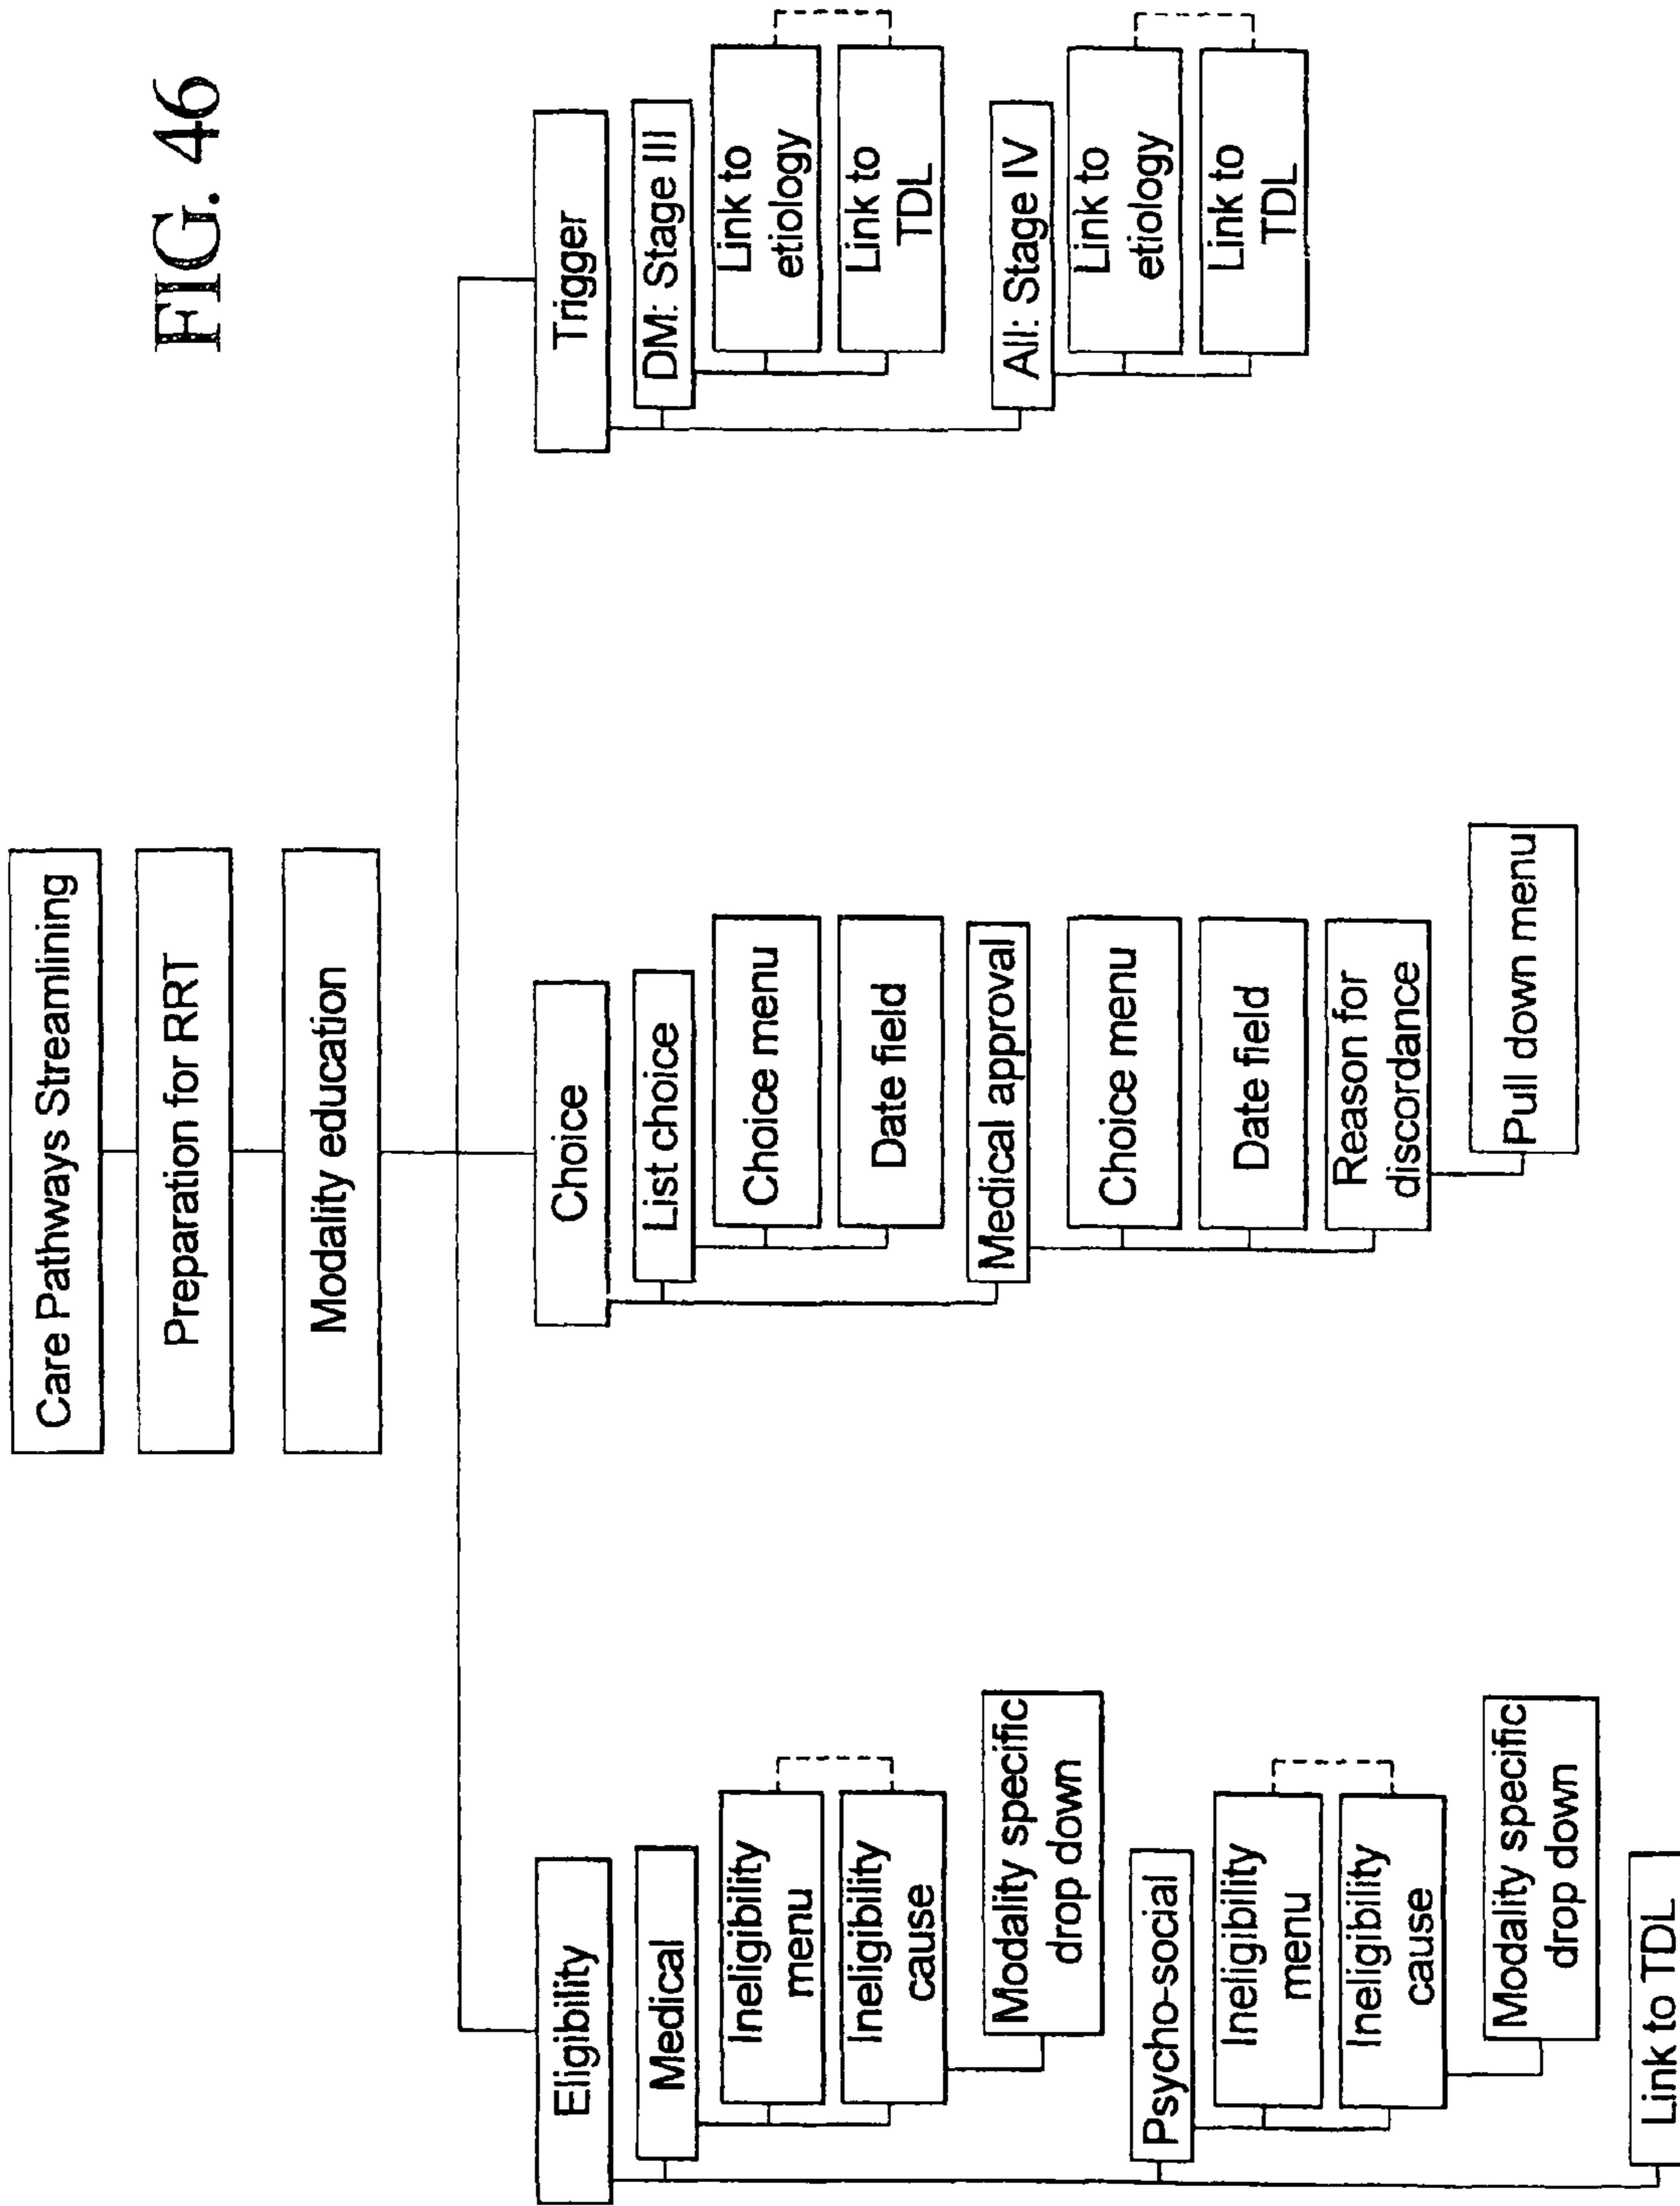 FIG. 46
Care Pathways Streamlining
Preparation for RRT
Modality education
Eligibility
Medical
Ineligibility
menu
Ineligibility
cause
Modality specific
drop down
Psycho-social
Ineligibility
menu
Ineligibility
cause
Modality specific
drop down
Link to TDL
Choice
List choice
Choice menu
Date field
Medical approval
Choice menu
Date field
Reason for
discordance
Pull down menu
Trigger
DM: Stage III
Link to
etiology
Link to
TDL
All: Stage IV
Link to
etiology
Link to
TDL